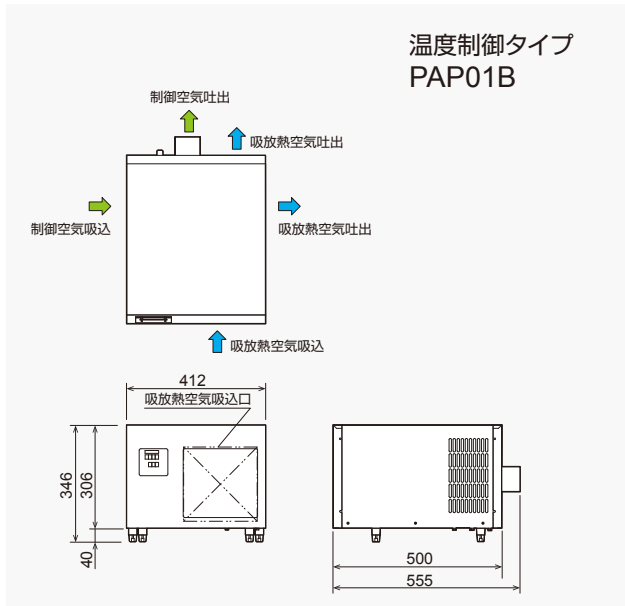 温度制御タイプ
PAP01B
制御空気吐出
吸放熱空気吐出
制御空気吸込
吸放熱空気吐出
吸放熱空気吸込
412
吸放熱空気吸込口
346
306
40
500
555